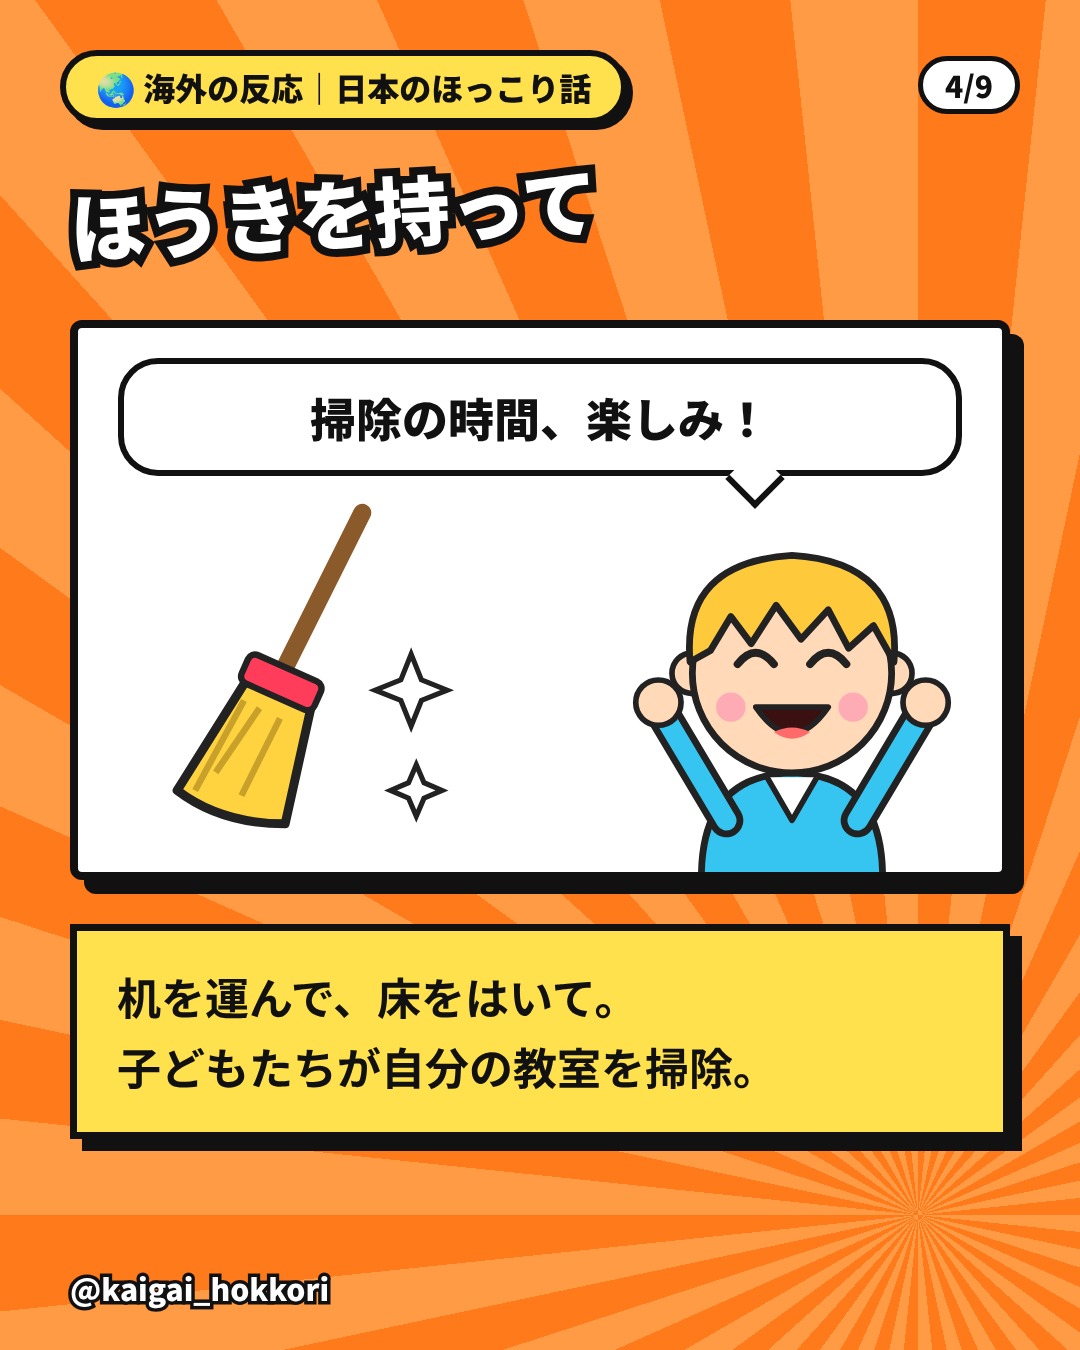 🌏 海外の反応｜日本のほっこり話
4/9
ほうきを持って
掃除の時間、楽しみ！
机を運んで、床をはいて。
子どもたちが自分の教室を掃除。
@kaigai_hokkori